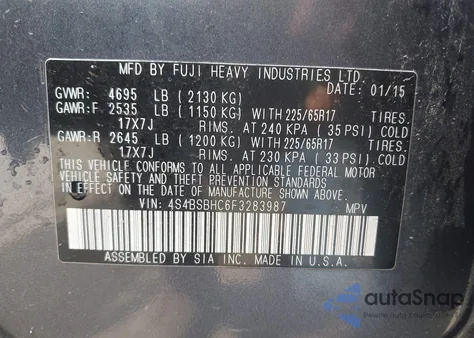 MFD BY FUJI HEAVY INDUSTRIES LTD.
GVWR: 4695 LB ( 2130 KG) DATE: 01/15
GAWR:F 2535 LB ( 1150 KG) WITH 225/65R17 TIRES.
17X7J RIMS. AT 240 KPA ( 35 PSI) COLD
GAWR:R 2645 LB ( 1200 KG) WITH 225/65R17 TIRES.
17X7J RIMS. AT 230 KPA ( 33 PSI) COLD
THIS VEHICLE CONFORMS TO ALL APPLICABLE FEDERAL MOTOR
VEHICLE SAFETY AND THEFT PREVENTION STANDARDS IN
EFFECT ON THE DATE OF MANUFACTURE SHOWN ABOVE.
VIN: 4S4BSBHC6F3283987 MPV
ASSEMBLED BY SIA INC. MADE IN U.S.A.
autoSnap